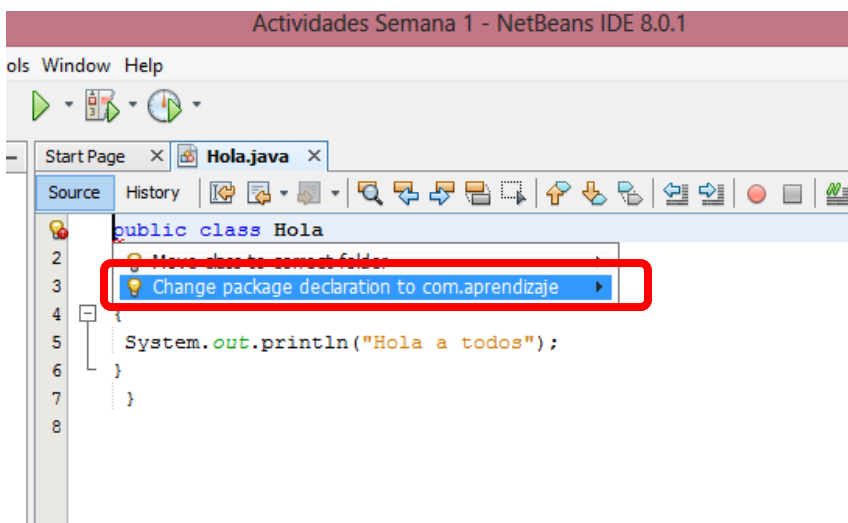 Actividades Semana 1 - NetBeans IDE 8.0.1
ols Window Help
Start Page Hola.java
Source History
public class Hola
2 Move class to correct folder
3 Change package declaration to com.aprendizaje
4 {
5 System.out.println("Hola a todos");
6 }
7 }
8